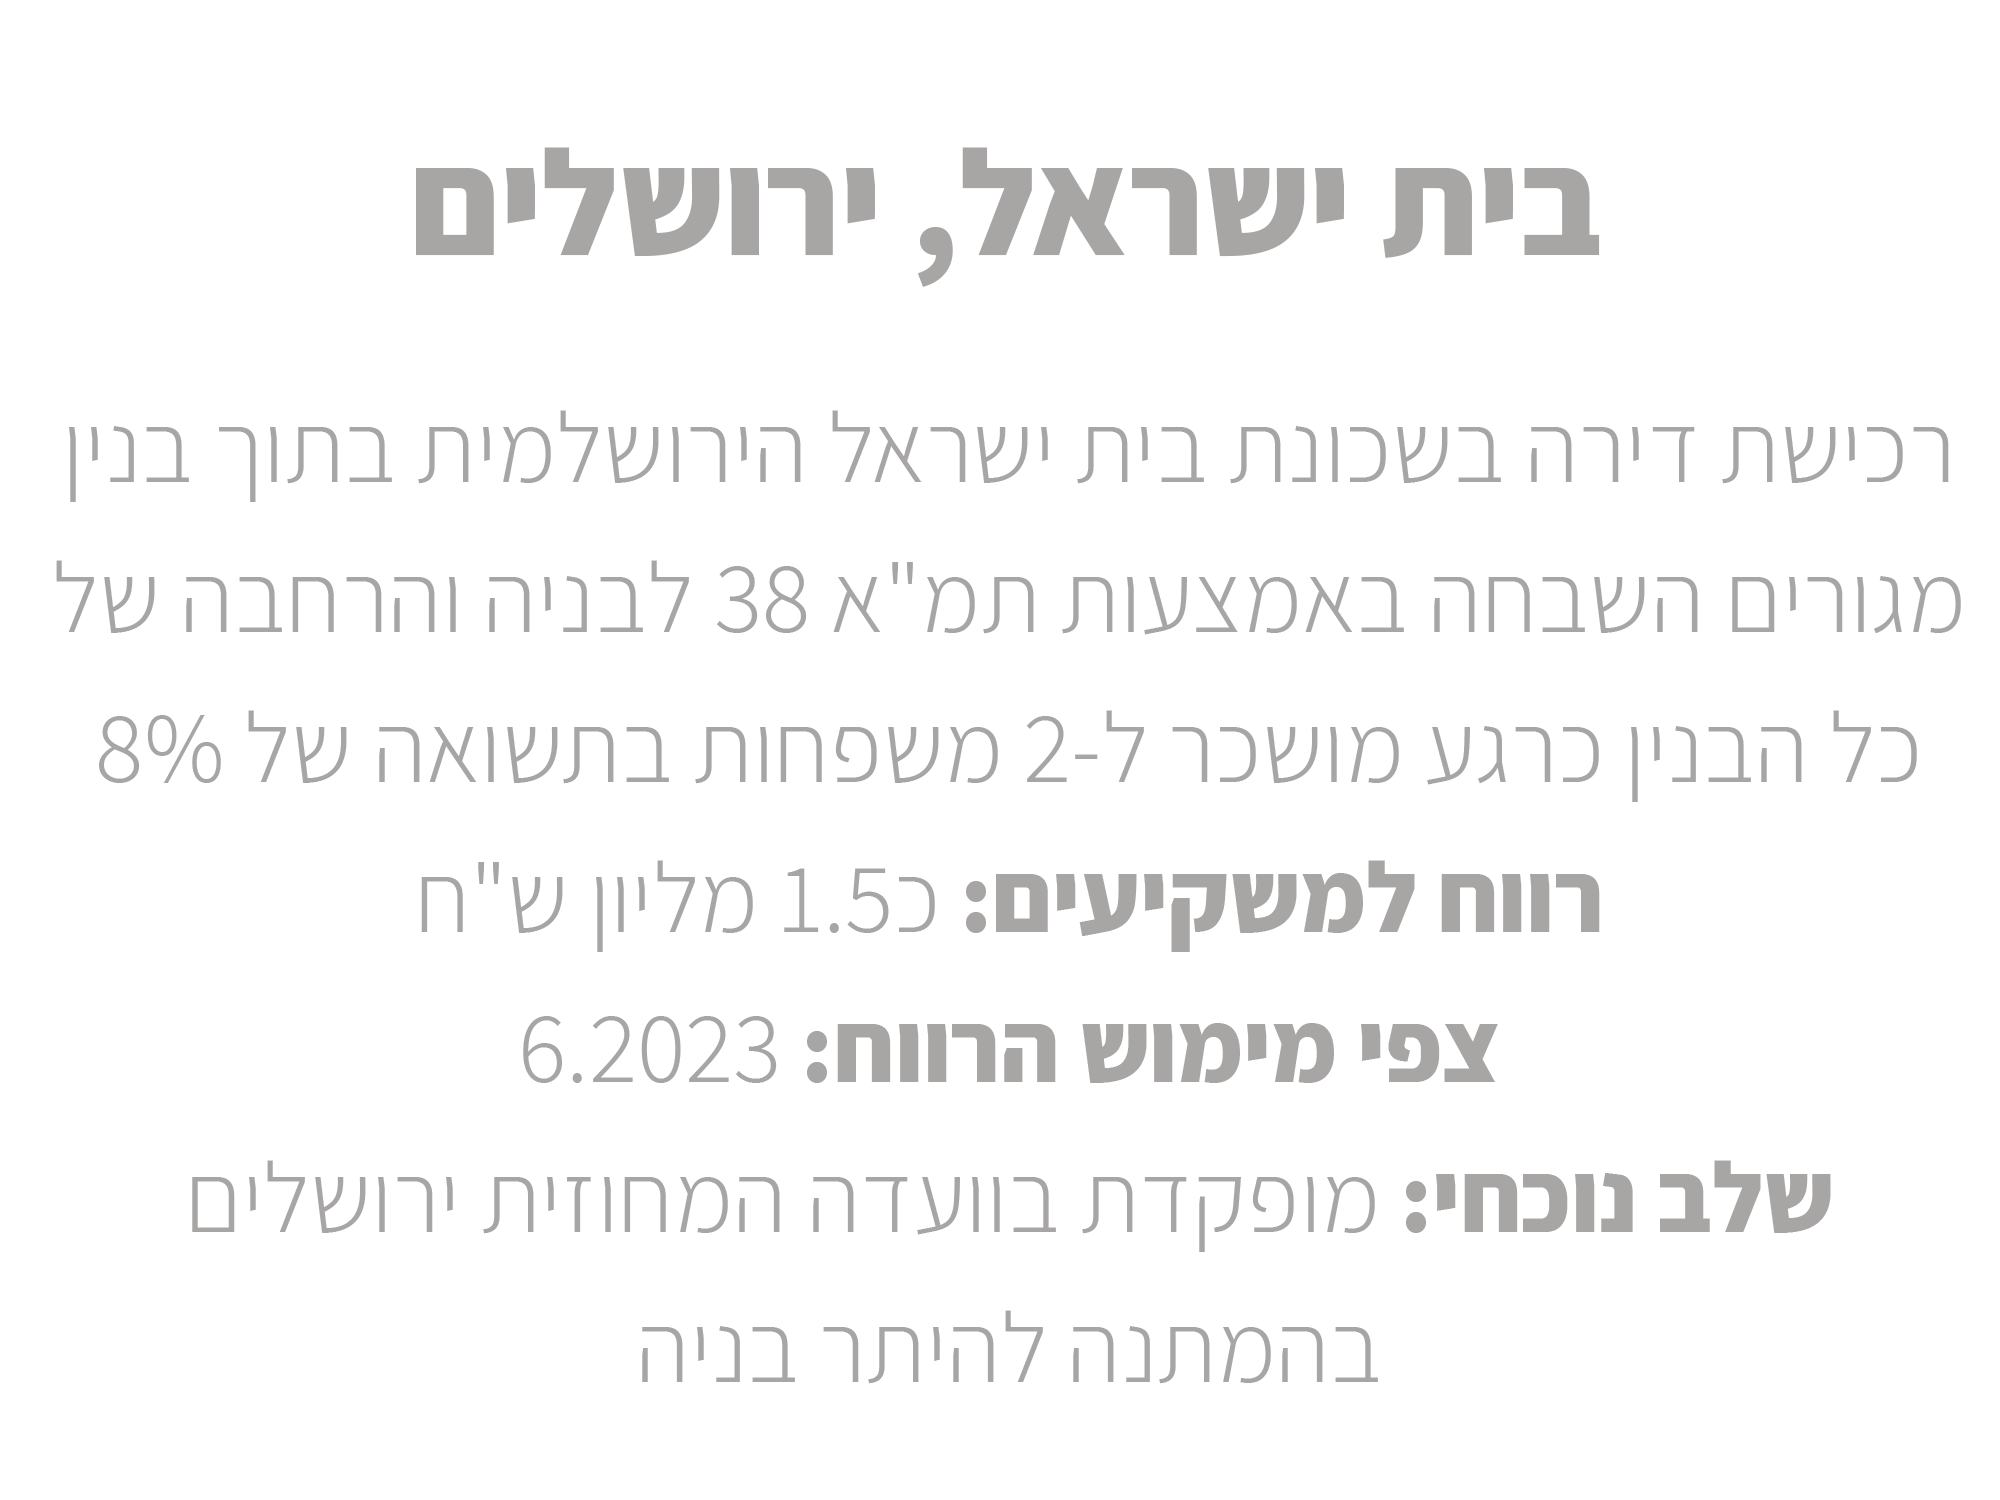 בית ישראל, ירושלים
רכישת דירה בשכונת בית ישראל הירושלמית בתוך בנין
מגורים השבחה באמצעות תמ"א 38 לבניה והרחבה של
כל הבנין כרגע מושכר ל-2 משפחות בתשואה של 8%
רווח למשקיעים: כ1.5 מליון ש"ח
צפי מימוש הרווח: 6.2023
שלב נוכחי: מופקדת בוועדה המחוזית ירושלים
בהמתנה להיתר בניה